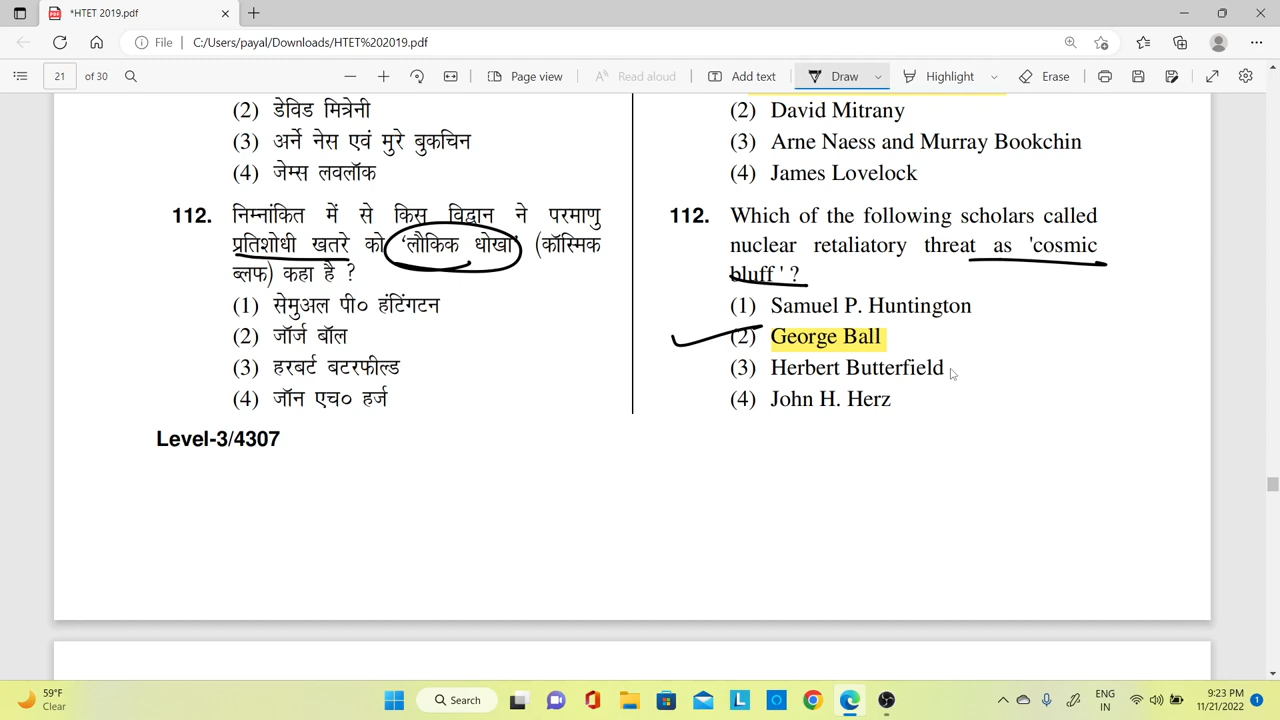 *HTET 2019.pdf
File C:/Users/payal/Downloads/HTET%202019.pdf
21 of 30 Page view Read aloud Add text Draw Highlight Erase
(2) डेविड मित्रेनी
(3) अर्ने नेस एवं मुरे बुकचिन
(4) जेम्स लवलॉक
112. निम्नांकित में से किस विद्वान ने परमाणु
प्रतिशोधी खतरे को 'लौकिक धोखा' (कॉस्मिक
ब्लफ) कहा है ?
(1) सेमुअल पी० हंटिंगटन
(2) जॉर्ज बॉल
(3) हरबर्ट बटरफील्ड
(4) जॉन एच० हर्ज
Level-3/4307
(2) David Mitrany
(3) Arne Naess and Murray Bookchin
(4) James Lovelock
112. Which of the following scholars called
nuclear retaliatory threat as 'cosmic
bluff' ?
(1) Samuel P. Huntington
(2) George Ball
(3) Herbert Butterfield
(4) John H. Herz
59°F
Clear
Search
ENG
IN
9:23 PM
11/21/2022
1